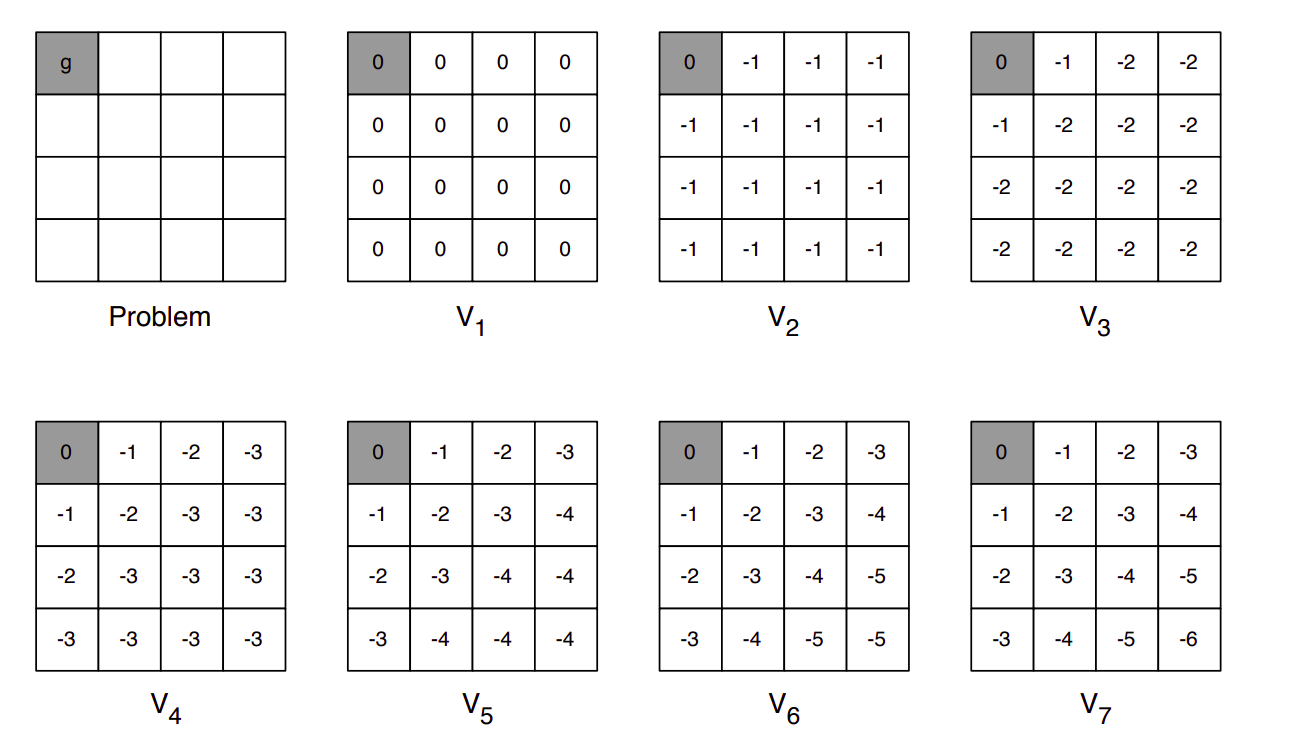 g
0 0 0 0
0 -1 -1 -1
0 -1 -2 -2
0 0 0 0
-1 -1 -1 -1
-1 -2 -2 -2
0 0 0 0
-1 -1 -1 -1
-2 -2 -2 -2
0 0 0 0
-1 -1 -1 -1
-2 -2 -2 -2
Problem
V1
V2
V3
0 -1 -2 -3
0 -1 -2 -3
0 -1 -2 -3
0 -1 -2 -3
-1 -2 -3 -3
-1 -2 -3 -4
-1 -2 -3 -4
-1 -2 -3 -4
-2 -3 -3 -3
-2 -3 -4 -4
-2 -3 -4 -5
-2 -3 -4 -5
-3 -3 -3 -3
-3 -4 -4 -4
-3 -4 -5 -5
-3 -4 -5 -6
V4
V5
V6
V7